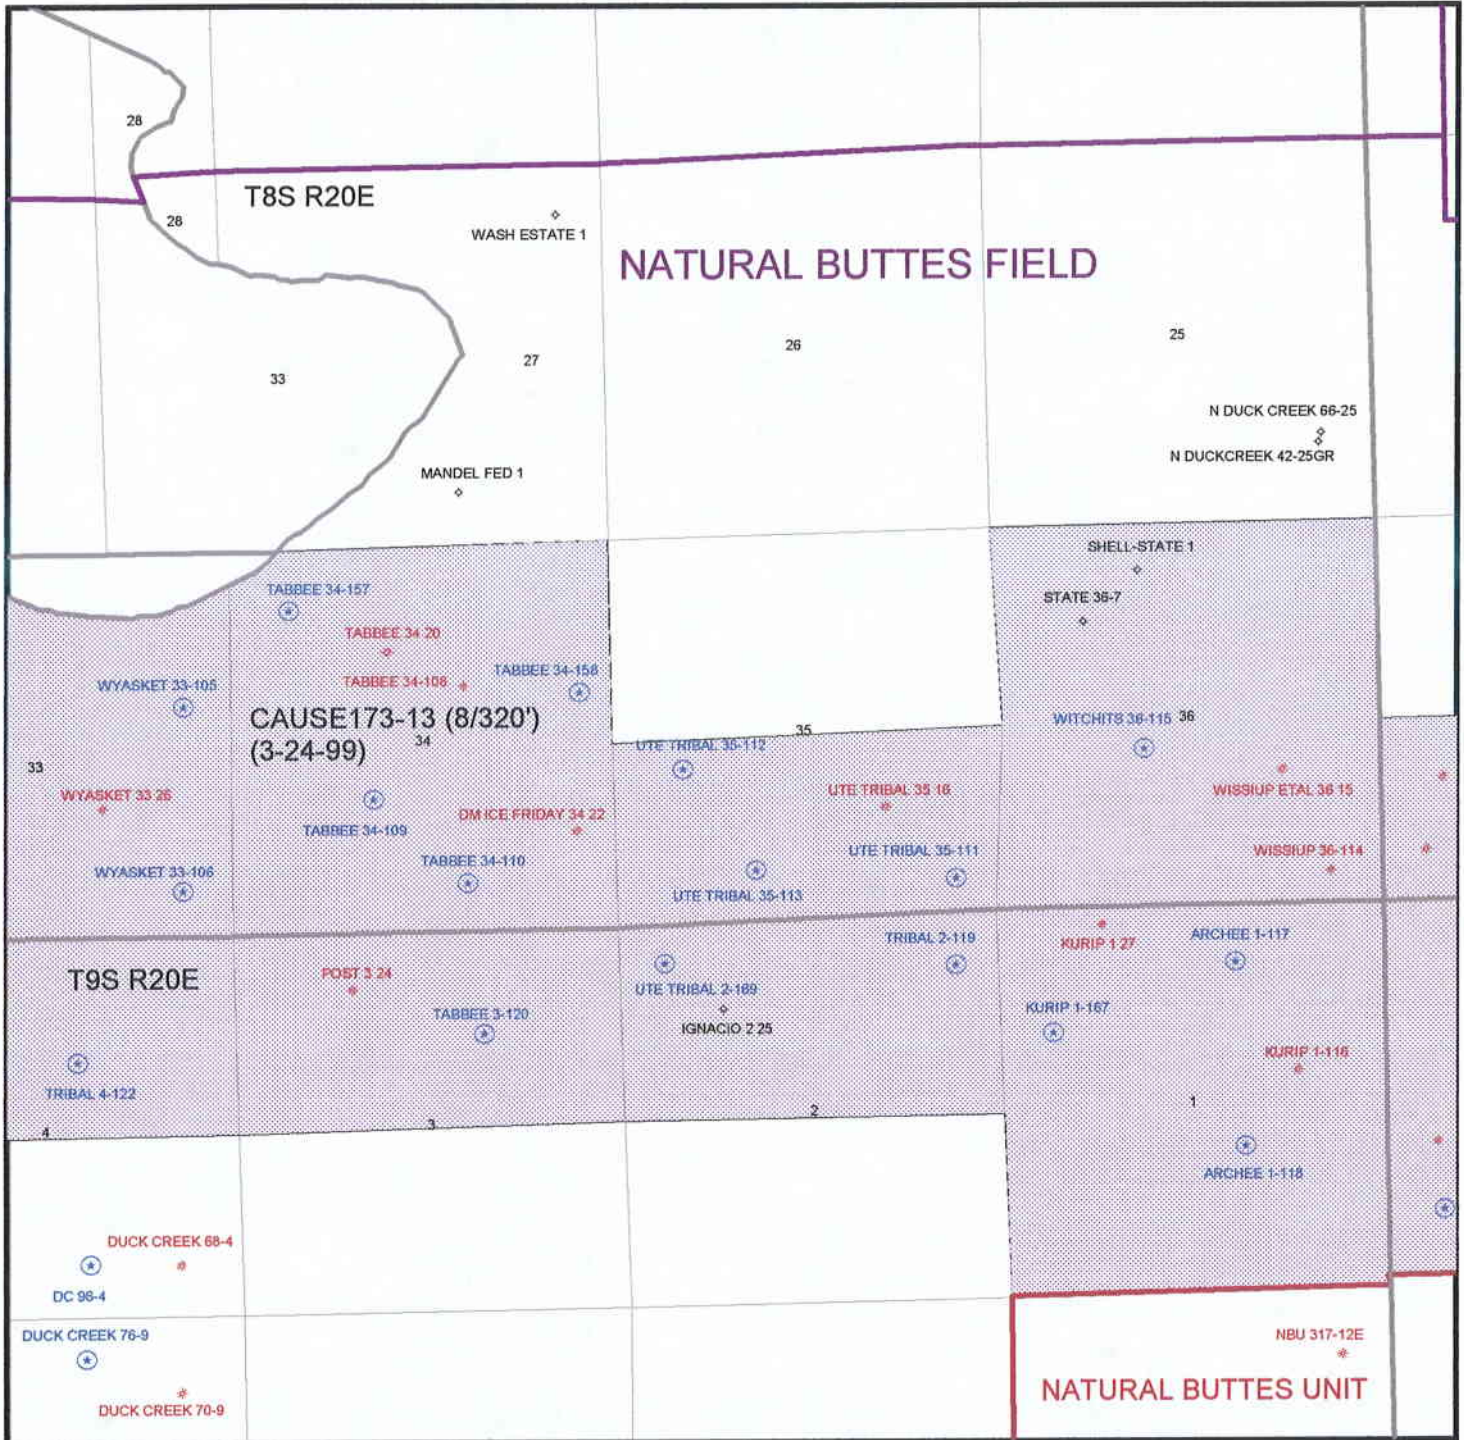 28
T8S R20E
28
WASH ESTATE 1
NATURAL BUTTES FIELD
25
26
27
33
N DUCK CREEK 66-25
N DUCKCREEK 42-25GR
MANDEL FED 1
SHELL-STATE 1
TABBEE 34-157
STATE 36-7
TABBEE 34 20
TABBEE 34-158
TABBEE 34-108
WYASKET 33-105
CAUSE173-13 (8/320')
(3-24-99)
34
WITCHITS 36-115
36
35
UTE TRIBAL 35-112
33
WYASKET 33 26
UTE TRIBAL 35 16
WISSIUP ETAL 36 15
DM ICE FRIDAY 34 22
TABBEE 34-109
UTE TRIBAL 35-111
WISSIUP 36-114
TABBEE 34-110
WYASKET 33-106
UTE TRIBAL 35-113
TRIBAL 2-119
ARCHEE 1-117
KURIP 1 27
T9S R20E
POST 3 24
UTE TRIBAL 2-169
KURIP 1-167
TABBEE 3-120
IGNACIO 2 25
KURIP 1-116
TRIBAL 4-122
1
2
3
4
ARCHEE 1-118
DUCK CREEK 68-4
DC 96-4
DUCK CREEK 76-9
NBU 317-12E
NATURAL BUTTES UNIT
DUCK CREEK 70-9